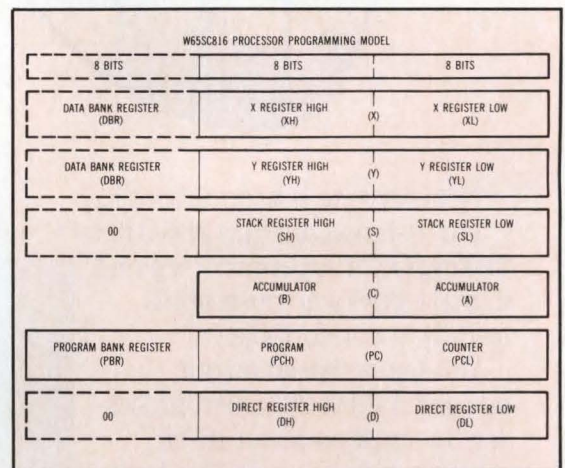 W65SC816 PROCESSOR PROGRAMMING MODEL
8 BITS 8 BITS 8 BITS
DATA BANK REGISTER X REGISTER HIGH X REGISTER LOW
(DBR) (XH) (X) (XL)
DATA BANK REGISTER Y REGISTER HIGH Y REGISTER LOW
(DBR) (YH) (Y) (YL)
00 STACK REGISTER HIGH STACK REGISTER LOW
(SH) (S) (SL)
ACCUMULATOR ACCUMULATOR
(B) (C) (A)
PROGRAM BANK REGISTER PROGRAM COUNTER
(PBR) (PCH) (PC) (PCL)
00 DIRECT REGISTER HIGH DIRECT REGISTER LOW
(DH) (D) (DL)